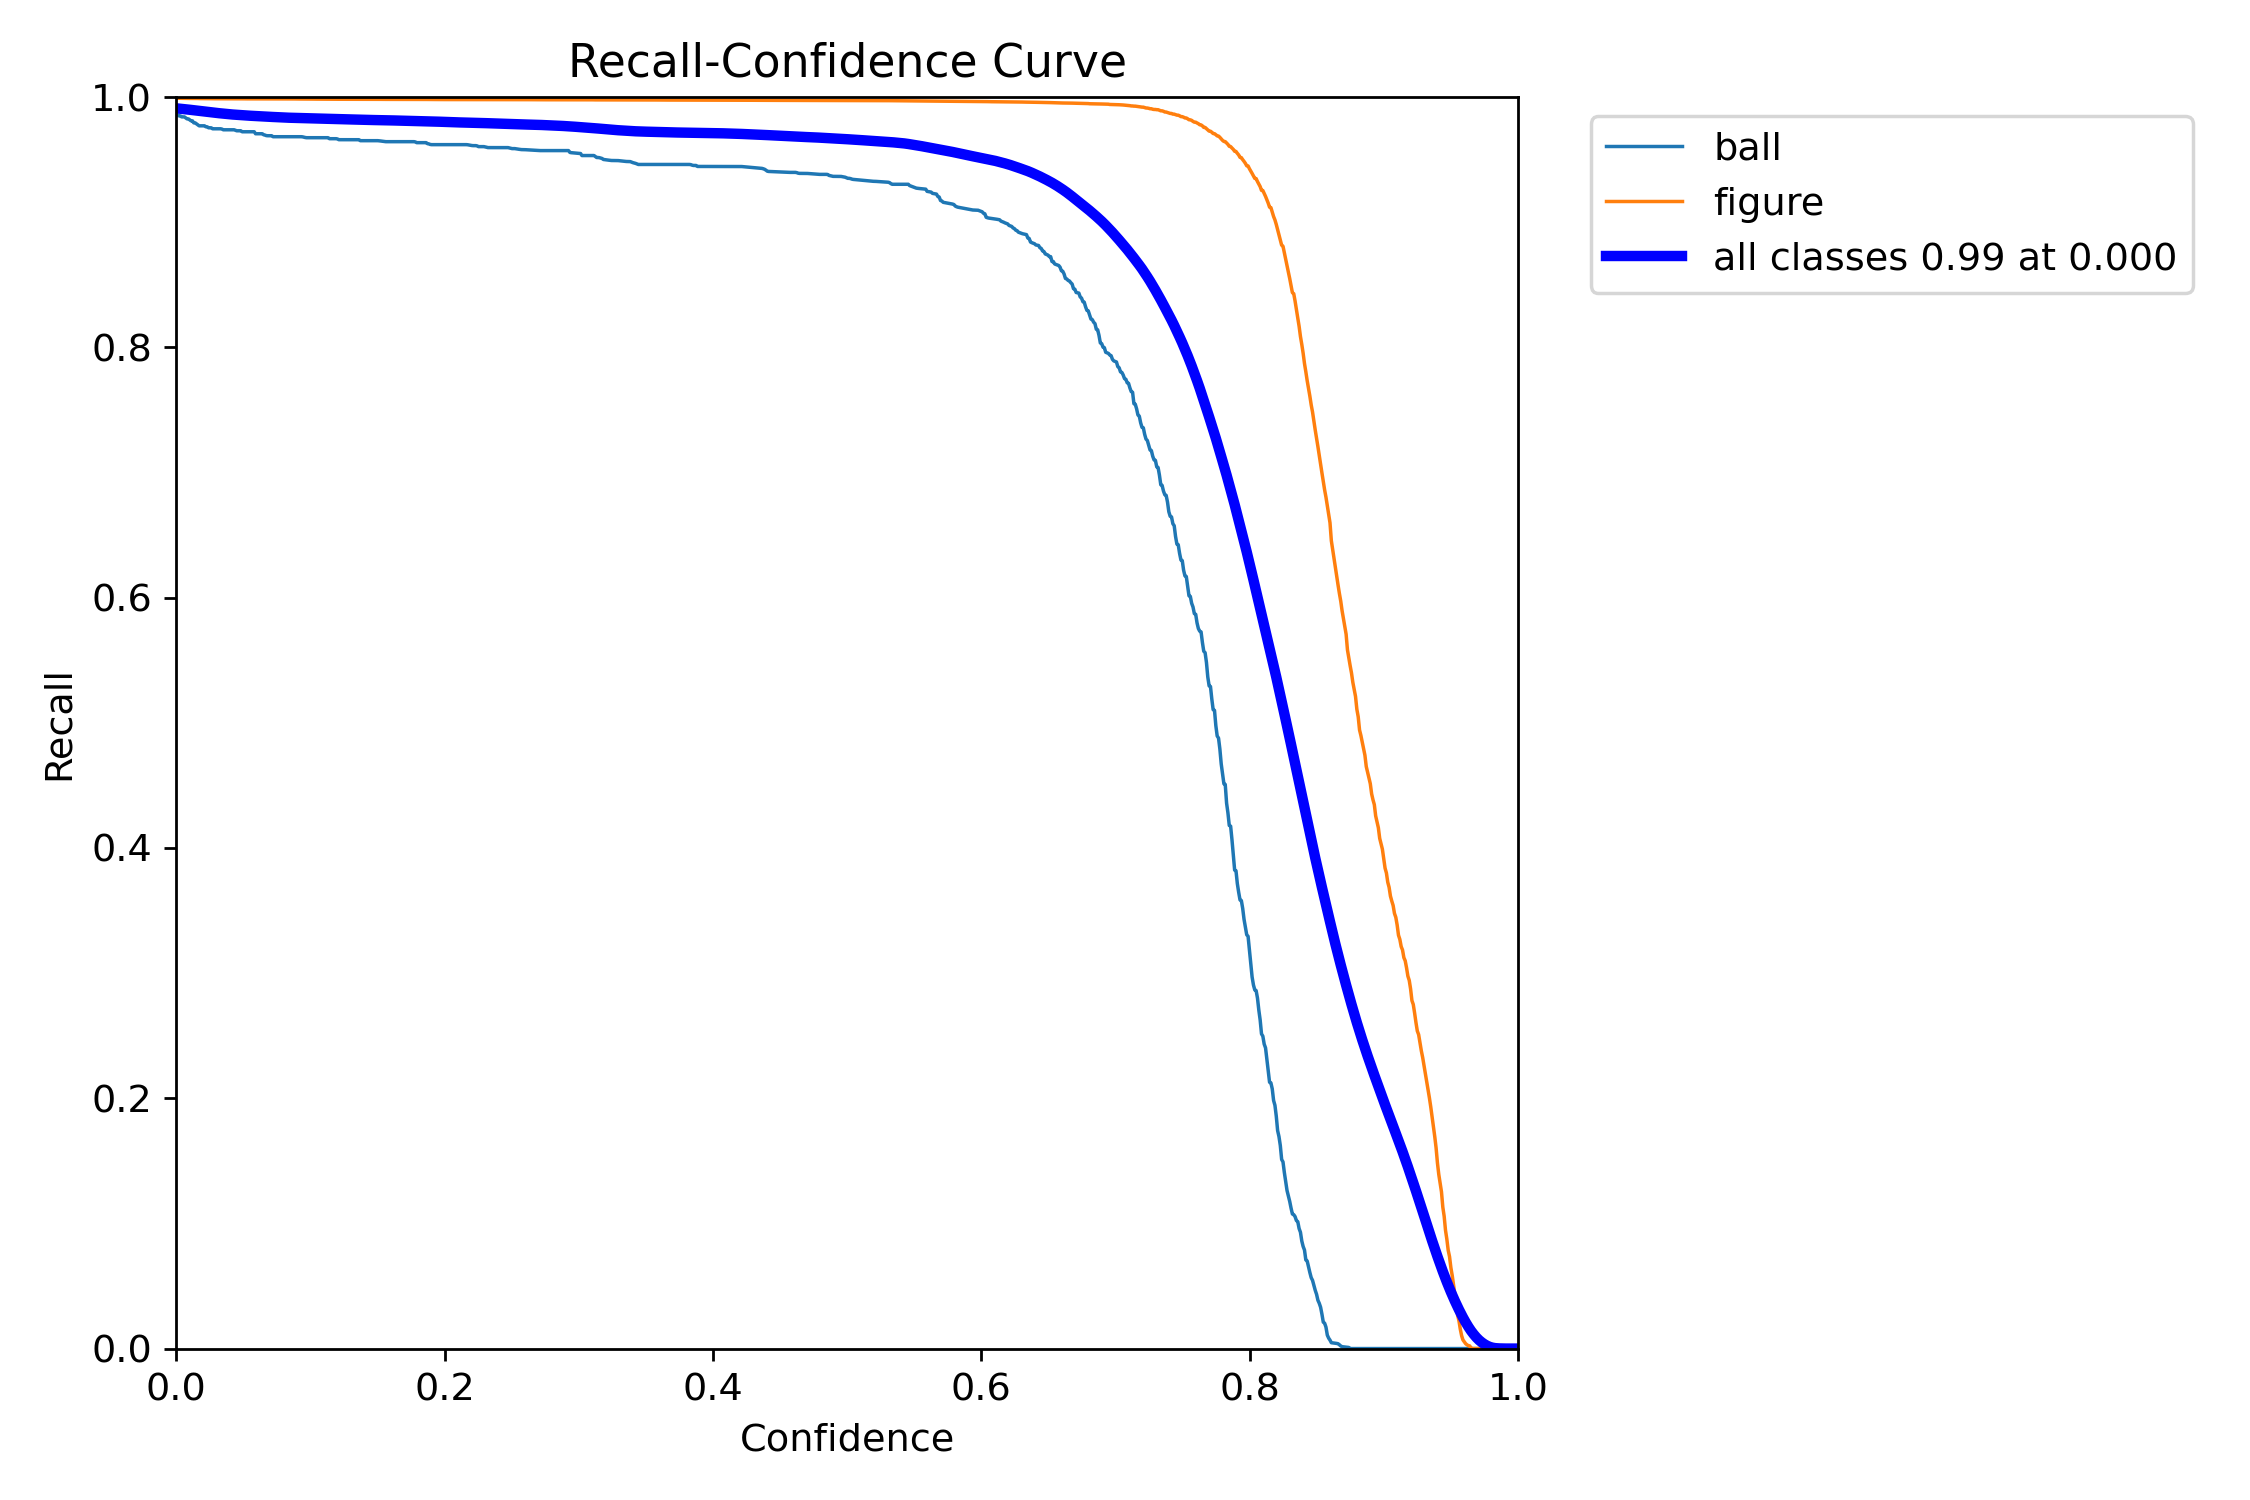 Recall-Confidence Curve
1.0
0.8
0.6
0.4
0.2
0.0
Recall
0.0 0.2 0.4 0.6 0.8 1.0
Confidence
ball
figure
all classes 0.99 at 0.000